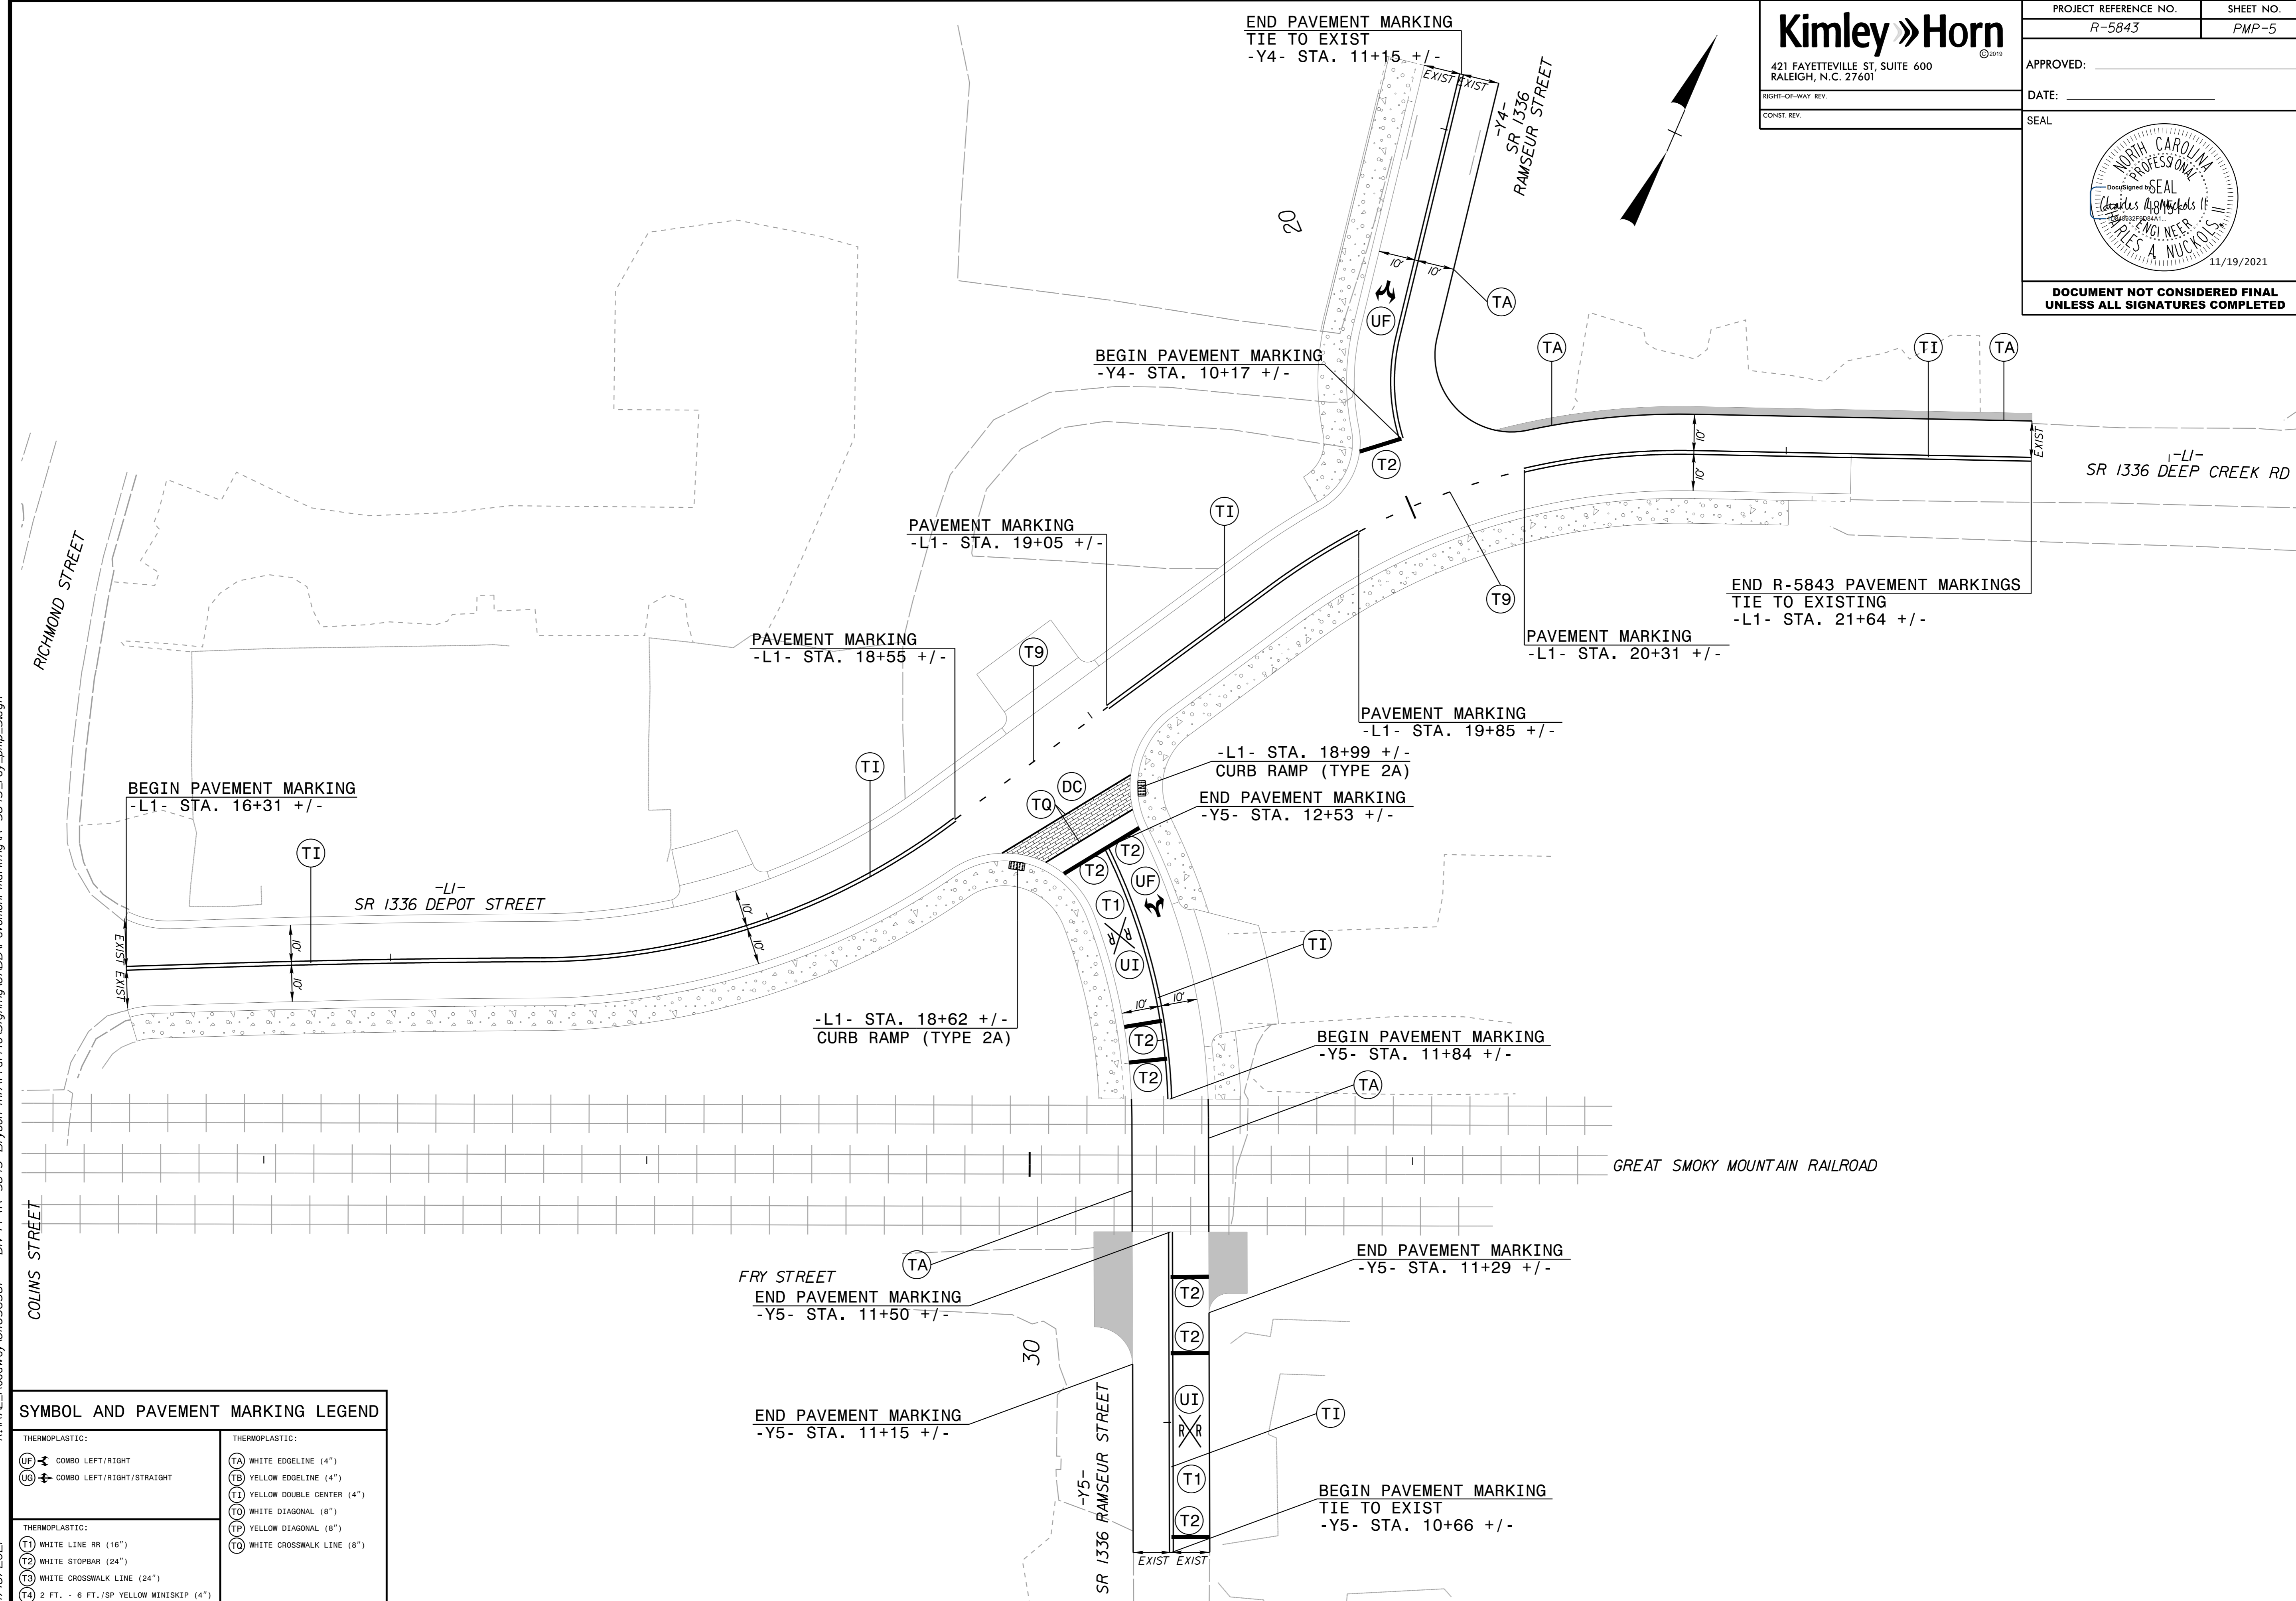 END PAVEMENT MARKING
TIE TO EXIST
-Y4- STA. 11+15 +/-
EXIST EXIST
-Y4-
SR 1336
RAMSEUR STREET
Kimley»Horn
©2019
421 FAYETTEVILLE ST, SUITE 600
RALEIGH, N.C. 27601
RIGHT-OF-WAY REV.
CONST. REV.
PROJECT REFERENCE NO.
SHEET NO.
R-5843
PMP-5
APPROVED:
DATE:
SEAL
NORTH CAROLINA
PROFESSIONAL
DocuSigned by
SEAL
ENGINEER
CHARLES A. NUCKOLS, II
11/19/2021
DOCUMENT NOT CONSIDERED FINAL
UNLESS ALL SIGNATURES COMPLETED
20
10' 10'
TA
UF
BEGIN PAVEMENT MARKING
-Y4- STA. 10+17 +/-
T2
TA
TI
TA
10'
10'
EXIST
-L1-
SR 1336 DEEP CREEK RD
RICHMOND STREET
PAVEMENT MARKING
-L1- STA. 19+05 +/-
TI
T9
END R-5843 PAVEMENT MARKINGS
TIE TO EXISTING
-L1- STA. 21+64 +/-
PAVEMENT MARKING
-L1- STA. 18+55 +/-
T9
PAVEMENT MARKING
-L1- STA. 20+31 +/-
PAVEMENT MARKING
-L1- STA. 19+85 +/-
-L1- STA. 18+99 +/-
CURB RAMP (TYPE 2A)
TI
DC
TQ
BEGIN PAVEMENT MARKING
-L1- STA. 16+31 +/-
END PAVEMENT MARKING
-Y5- STA. 12+53 +/-
TI
T2
T2
UF
-L1-
SR 1336 DEPOT STREET
T1
R R
UI
10'
10'
EXIST EXIST
10'
10'
TI
10' 10'
-L1- STA. 18+62 +/-
CURB RAMP (TYPE 2A)
T2
T2
BEGIN PAVEMENT MARKING
-Y5- STA. 11+84 +/-
TA
GREAT SMOKY MOUNTAIN RAILROAD
COLINS STREET
TA
FRY STREET
END PAVEMENT MARKING
-Y5- STA. 11+50 +/-
END PAVEMENT MARKING
-Y5- STA. 11+29 +/-
T2
T2
30
END PAVEMENT MARKING
-Y5- STA. 11+15 +/-
UI
R R
TI
T1
T2
-Y5-
SR 1336 RAMSEUR STREET
BEGIN PAVEMENT MARKING
TIE TO EXIST
-Y5- STA. 10+66 +/-
EXIST EXIST
SYMBOL AND PAVEMENT MARKING LEGEND
THERMOPLASTIC:
UF COMBO LEFT/RIGHT
UG COMBO LEFT/RIGHT/STRAIGHT
THERMOPLASTIC:
T1 WHITE LINE RR (16")
T2 WHITE STOPBAR (24")
T3 WHITE CROSSWALK LINE (24")
T4 2 FT. - 6 FT./SP YELLOW MINISKIP (4")
THERMOPLASTIC:
TA WHITE EDGELINE (4")
TB YELLOW EDGELINE (4")
TI YELLOW DOUBLE CENTER (4")
TO WHITE DIAGONAL (8")
TP YELLOW DIAGONAL (8")
TQ WHITE CROSSWALK LINE (8")